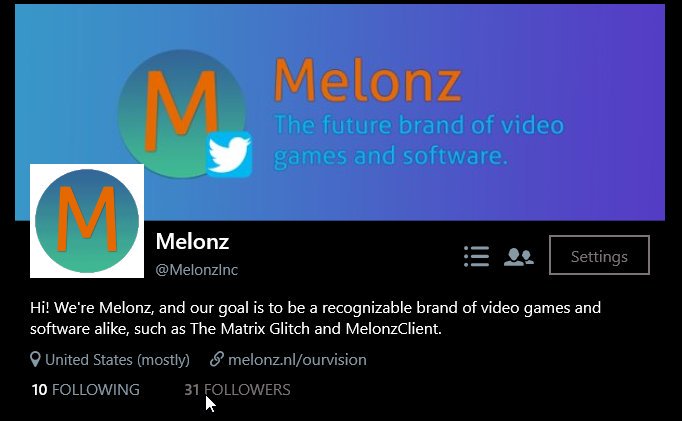 M
Melonz
The future brand of video
games and software.
M
Melonz
@MelonzInc
Settings
Hi! We're Melonz, and our goal is to be a recognizable brand of video games and
software alike, such as The Matrix Glitch and MelonzClient.
United States (mostly) melonz.nl/ourvision
10 FOLLOWING 31 FOLLOWERS